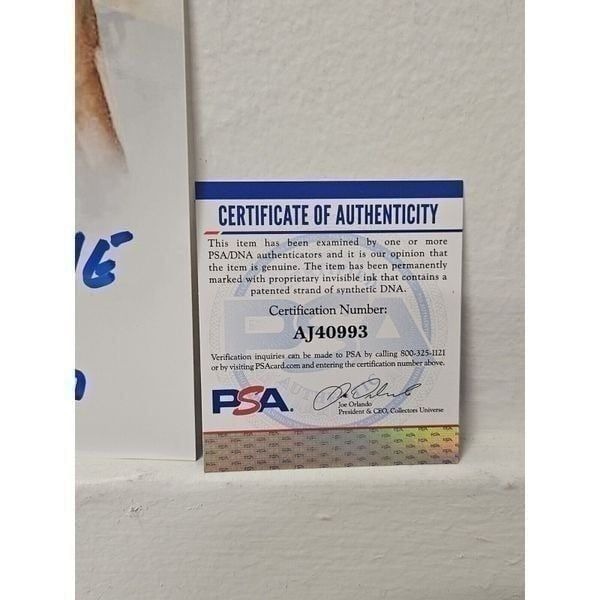 CERTIFICATE OF AUTHENTICITY
This item has been examined by one or more
PSA/DNA authenticators and it is our opinion that
the item is genuine. The item has been permanently
marked with proprietary invisible ink that contains a
patented strand of synthetic DNA.
Certification Number:
AJ40993
Verification inquiries can be made to PSA by calling 800-325-1121
or by visiting PSAcard.com and entering the certification number above.
PSA
Joe Orlando
President & CEO, Collectors Universe